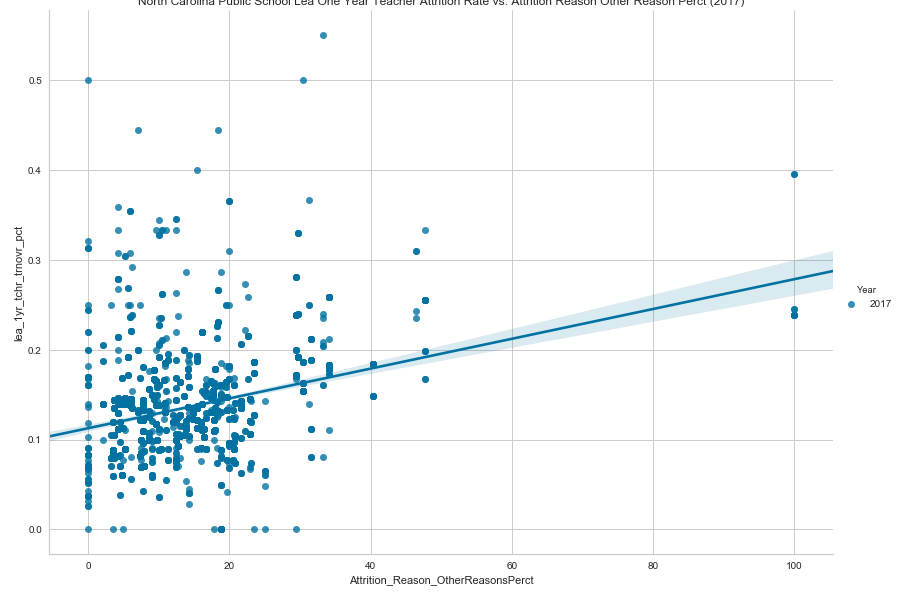 North Carolina Public School Lea One Year Teacher Attrition Rate vs. Attrition Reason Other Reason Perct (2017)
0.5
0.4
0.3
0.2
0.1
0.0
lea_1yr_tchr_trnovr_pct
Year
2017
0 20 40 60 80 100
Attrition_Reason_OtherReasonsPerct